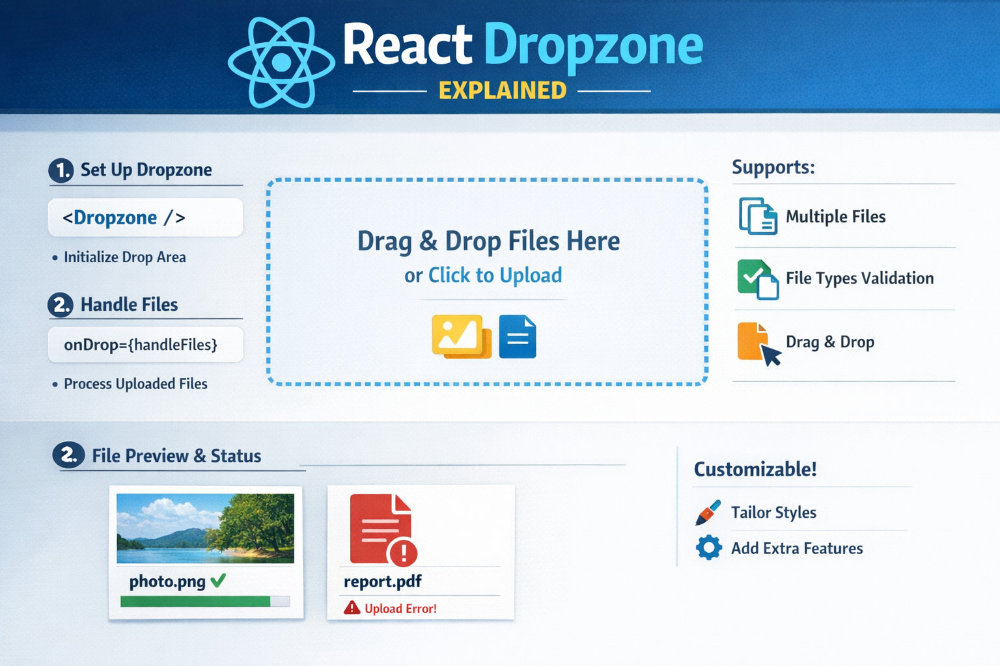 React Dropzone
EXPLAINED
1. Set Up Dropzone
<Dropzone />
• Initialize Drop Area
2. Handle Files
onDrop={handleFiles}
• Process Uploaded Files
Drag & Drop Files Here
or Click to Upload
Supports:
Multiple Files
File Types Validation
Drag & Drop
2. File Preview & Status
photo.png
report.pdf
Upload Error!
Customizable!
Tailor Styles
Add Extra Features